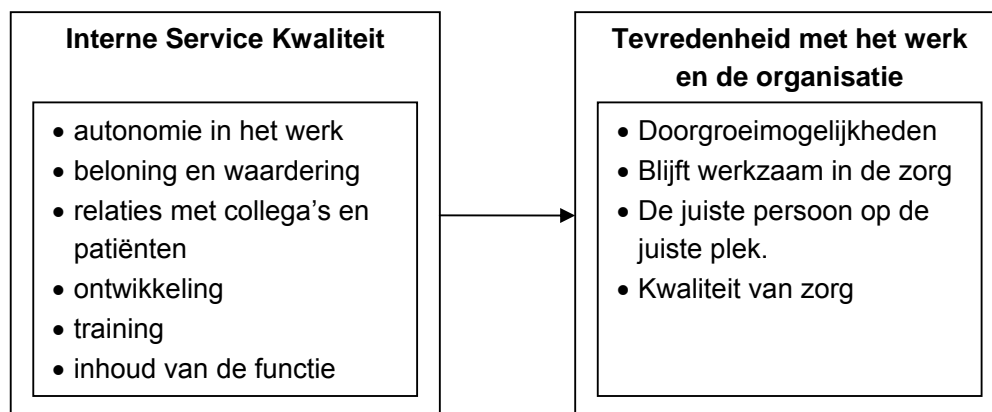 Interne Service Kwaliteit
• autonomie in het werk
• beloning en waardering
• relaties met collega's en
patiënten
• ontwikkeling
• training
• inhoud van de functie
Tevredenheid met het werk
en de organisatie
• Doorgroeimogelijkheden
• Blijft werkzaam in de zorg
• De juiste persoon op de
juiste plek.
• Kwaliteit van zorg